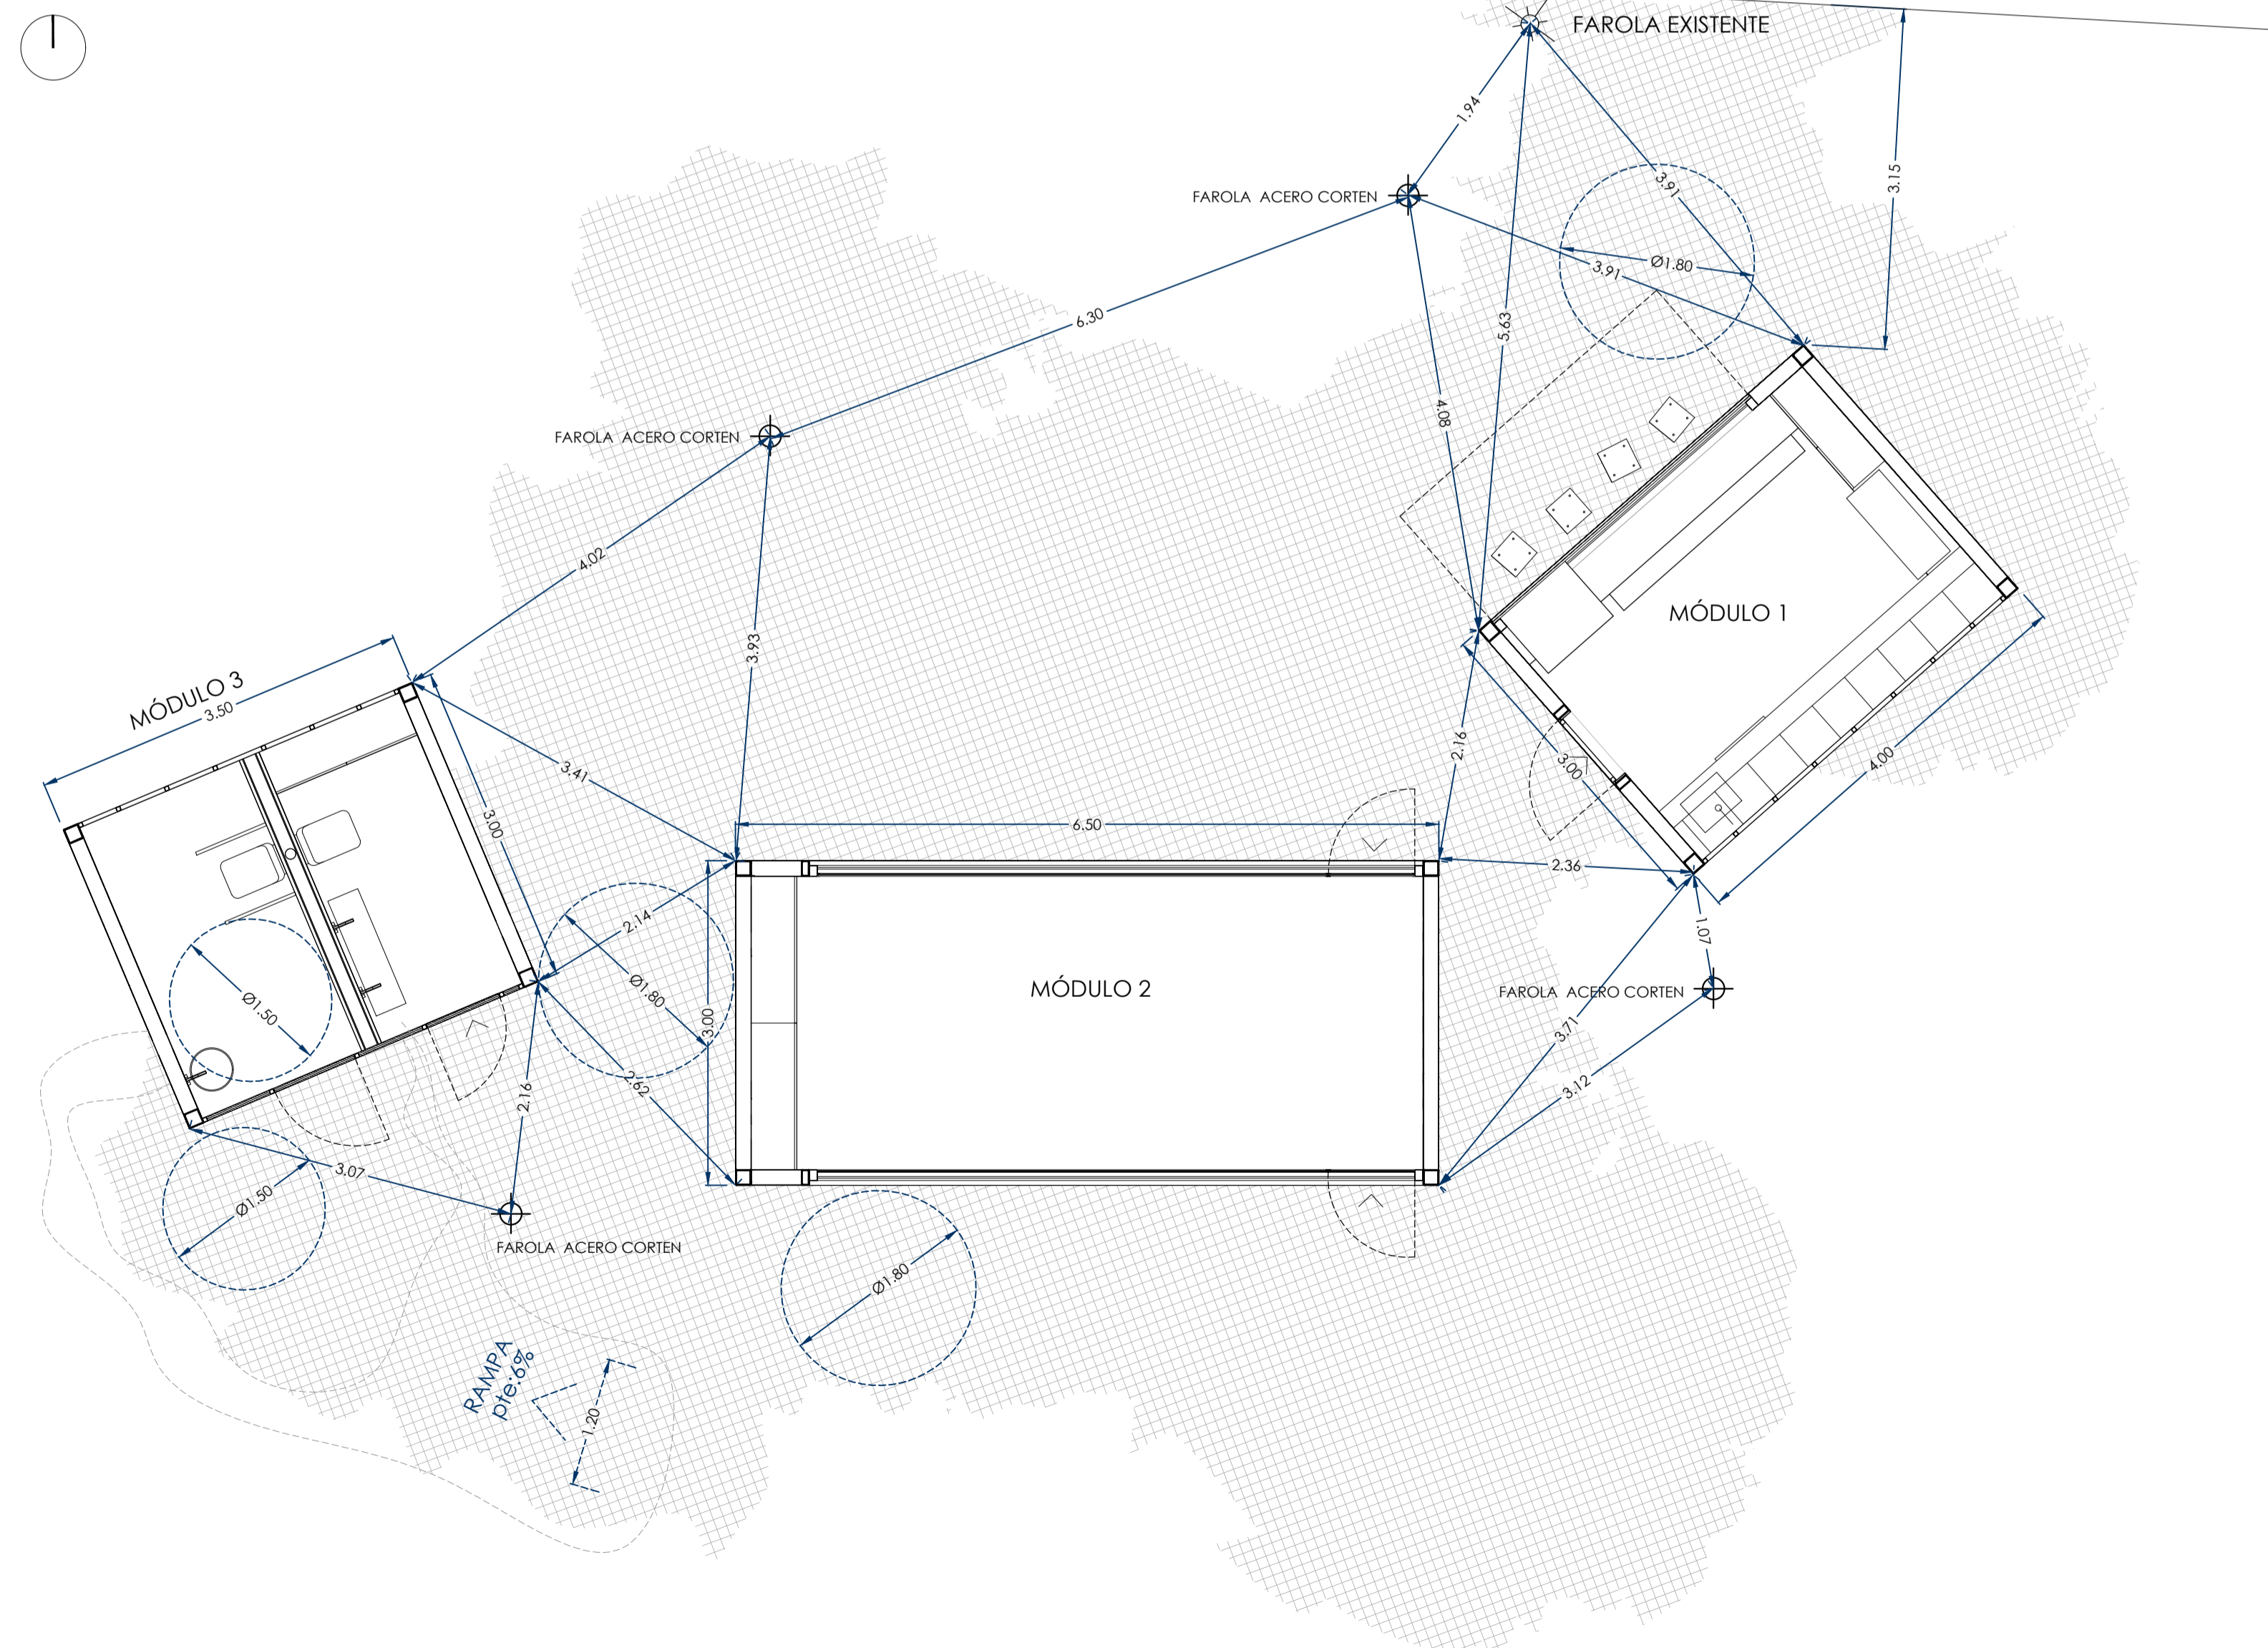 FAROLA EXISTENTE
1.94
3.15
3.91
FAROLA  ACERO CORTEN
Ø1.80
3.91
6.30
5.63
4.08
FAROLA  ACERO CORTEN
4.02
3.93
MÓDULO 1
MÓDULO 3
3.50
2.16
3.00
4.00
3.41
3.00
6.50
2.36
2.14
1.07
Ø1.80
MÓDULO 2
FAROLA  ACERO CORTEN
Ø1.50
3.00
3.71
2.62
2.16
3.12
3.07
Ø1.50
FAROLA  ACERO CORTEN
Ø1.80
RAMPA
pte:6%
1.20